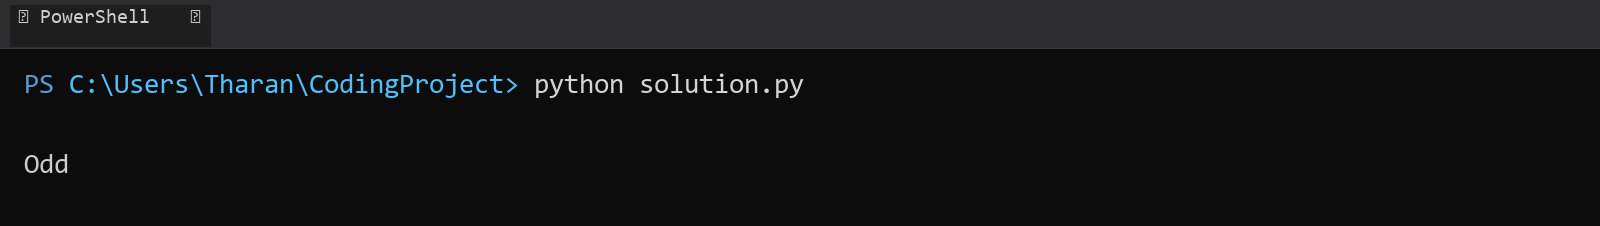 PowerShell
PS C:\Users\Tharan\CodingProject> python solution.py
Odd